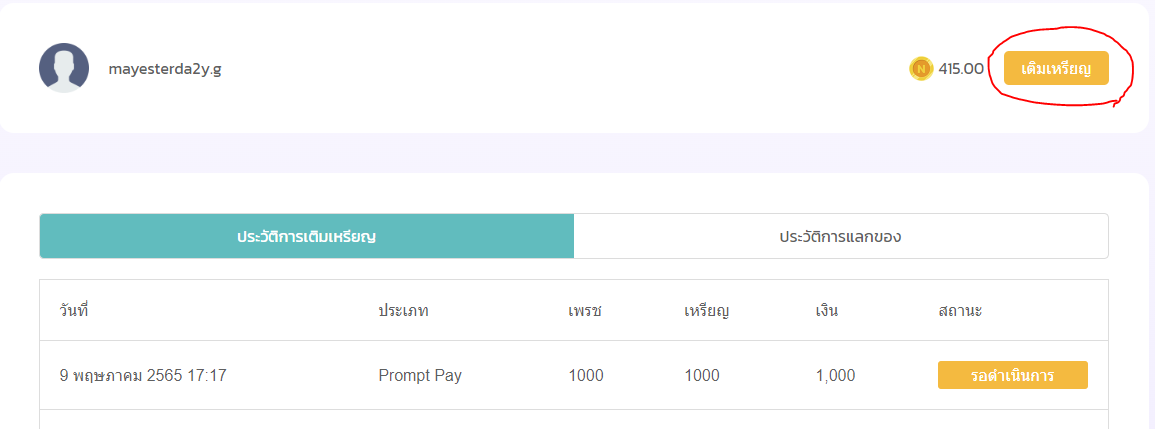 mayesterda2y.g N 415.00 เติมเหรียญ
ประวัติการเติมเหรียญ ประวัติการแลกของ
วันที่ ประเภท เพรช เหรียญ เงิน สถานะ
9 พฤษภาคม 2565 17:17 Prompt Pay 1000 1000 1,000 รอดำเนินการ